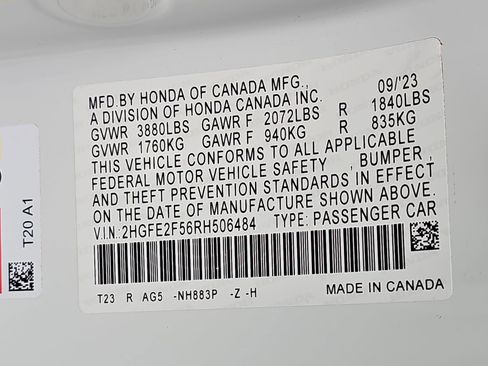 MFD.BY HONDA OF CANADA MFG., 09/'23
A DIVISION OF HONDA CANADA INC.
GVWR 3880LBS GAWR F 2072LBS R 1840LBS
GVWR 1760KG GAWR F 940KG R 835KG
THIS VEHICLE CONFORMS TO ALL APPLICABLE
FEDERAL MOTOR VEHICLE SAFETY , BUMPER ,
AND THEFT PREVENTION STANDARDS IN EFFECT
ON THE DATE OF MANUFACTURE SHOWN ABOVE.
V.I.N:2HGFE2F56RH506484 TYPE: PASSENGER CAR
T23 R AG5 -NH883P -Z -H MADE IN CANADA
T20 A1